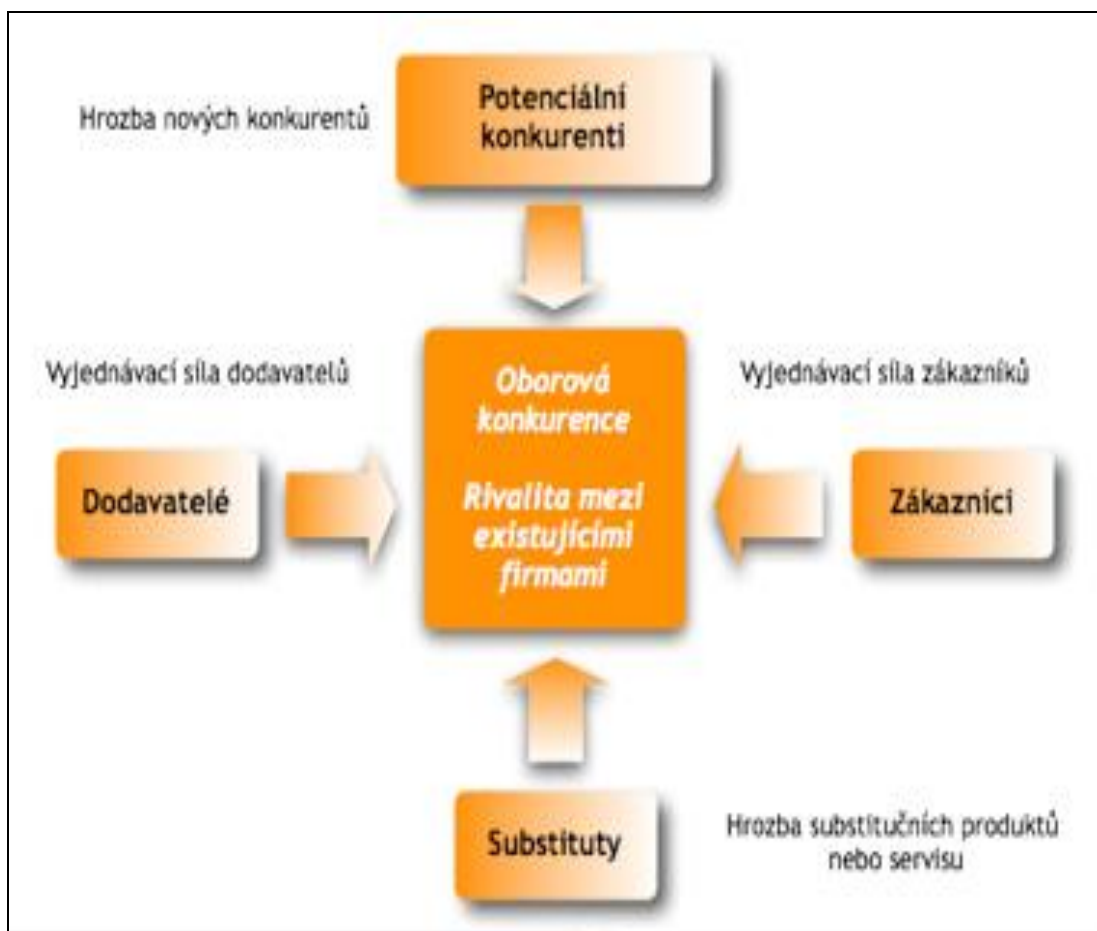 Potenciální
konkurenti
Hrozba nových konkurentů
Vyjednávací síla dodavatelů
Vyjednávací síla zákazníků
Oborová
konkurence
Rivalita mezi
existujícími
firmami
Dodavatelé
Zákazníci
Substituty
Hrozba substitučních produktů
nebo servisu